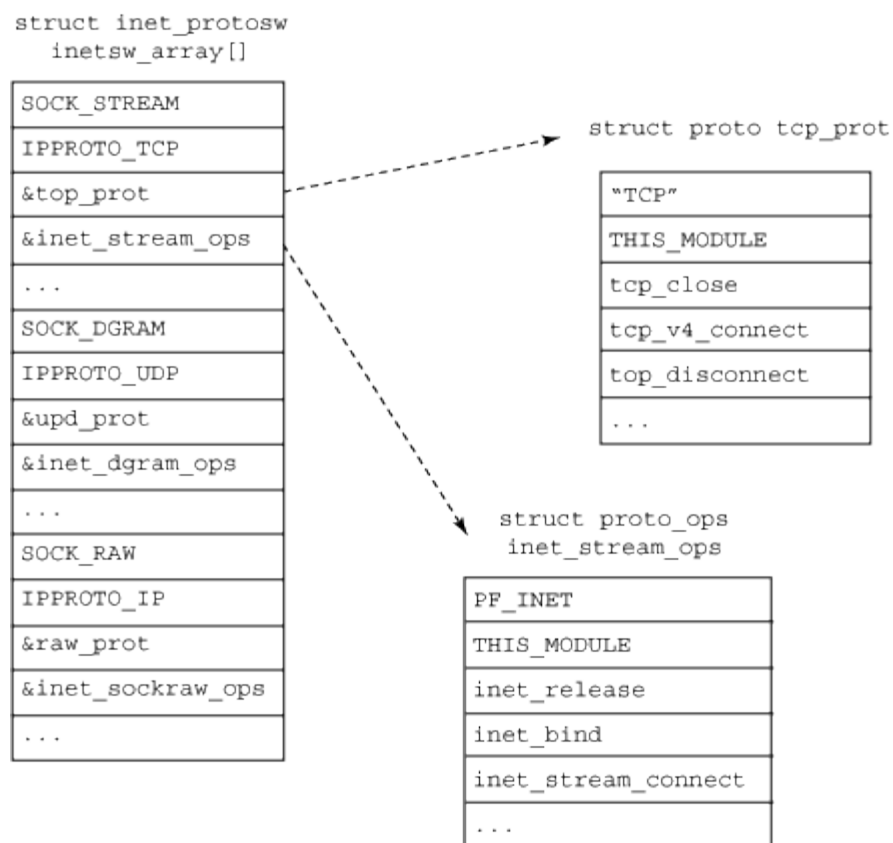 struct inet_protosw
inetsw_array[]
SOCK_STREAM
IPPROTO_TCP
&top_prot
&inet_stream_ops
...
SOCK_DGRAM
IPPROTO_UDP
&upd_prot
&inet_dgram_ops
...
SOCK_RAW
IPPROTO_IP
&raw_prot
&inet_sockraw_ops
...
struct proto tcp_prot
“TCP”
THIS_MODULE
tcp_close
tcp_v4_connect
top_disconnect
...
struct proto_ops
inet_stream_ops
PF_INET
THIS_MODULE
inet_release
inet_bind
inet_stream_connect
...